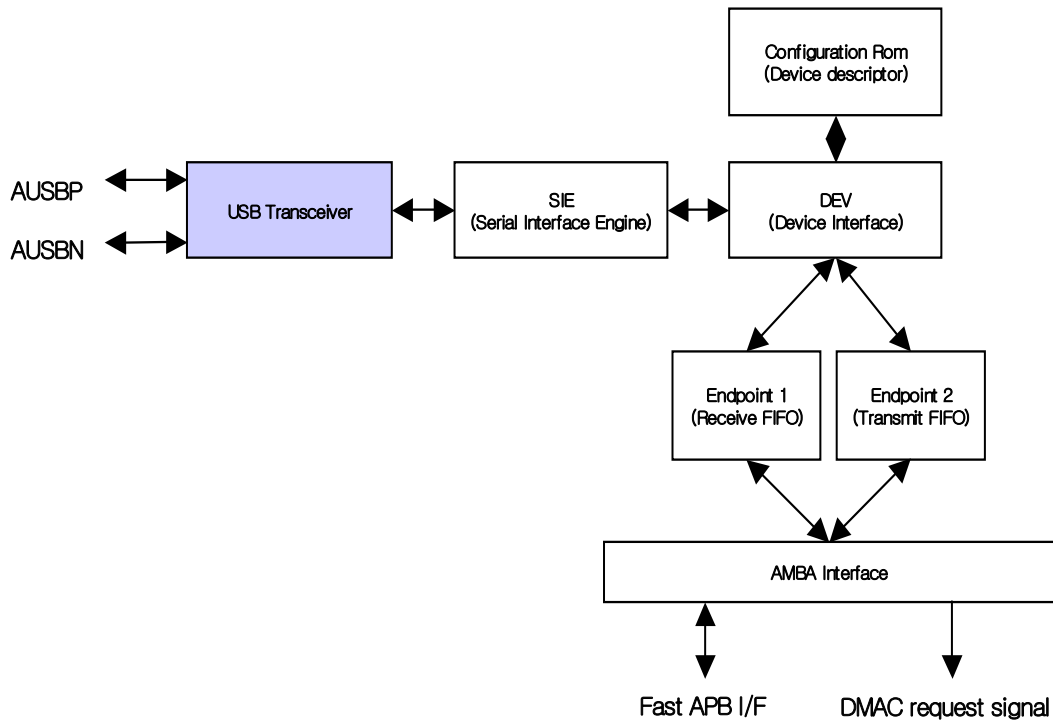 Configuration Rom
(Device descriptor)
AUSBP
AUSBN
USB Transceiver
SIE
(Serial Interface Engine)
DEV
(Device Interface)
Endpoint 1
(Receive FIFO)
Endpoint 2
(Transmit FIFO)
AMBA Interface
Fast APB I/F
DMAC request signal